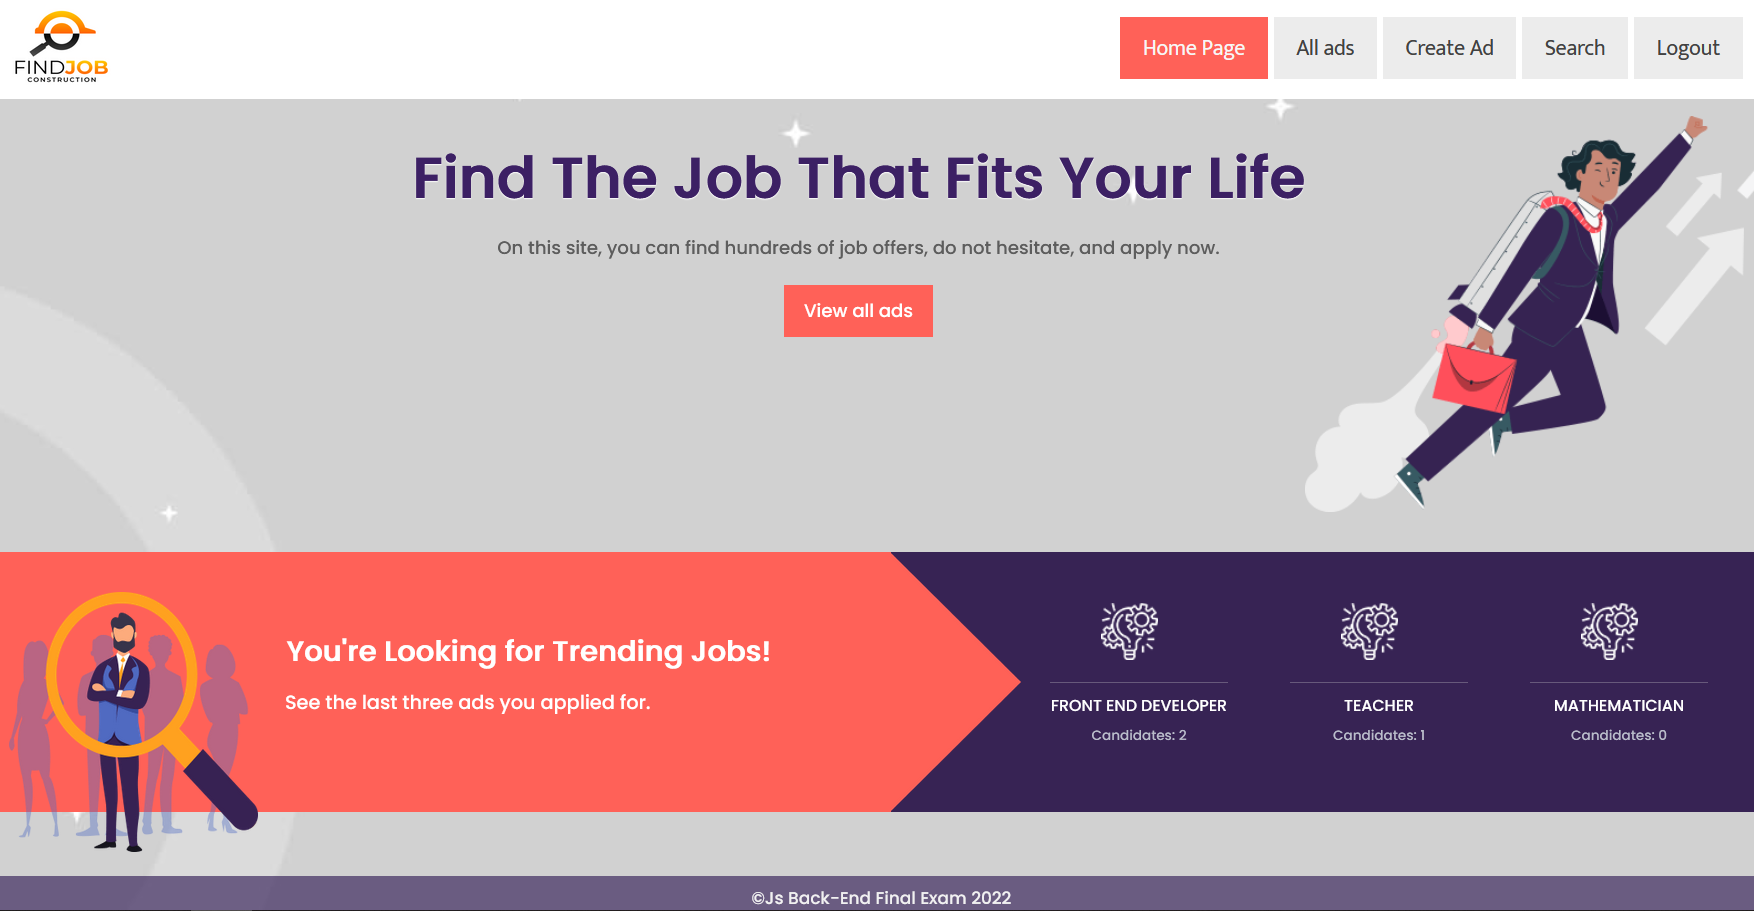 FINDJOB
CONSTRUCTION
Home Page
All ads
Create Ad
Search
Logout
Find The Job That Fits Your Life
On this site, you can find hundreds of job offers, do not hesitate, and apply now.
View all ads
You're Looking for Trending Jobs!
See the last three ads you applied for.
FRONT END DEVELOPER
Candidates: 2
TEACHER
Candidates: 1
MATHEMATICIAN
Candidates: 0
©Js Back-End Final Exam 2022